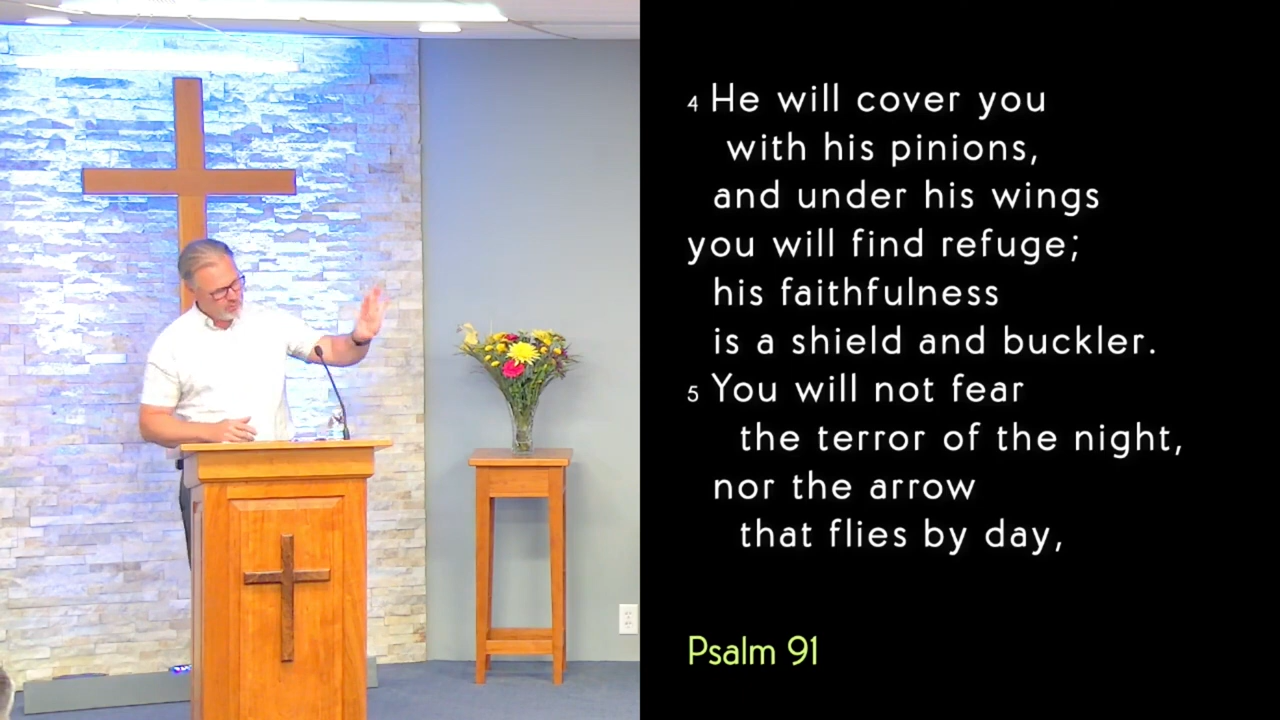 4 He will cover you
with his pinions,
and under his wings
you will find refuge;
his faithfulness
is a shield and buckler.
5 You will not fear
the terror of the night,
nor the arrow
that flies by day,
Psalm 91